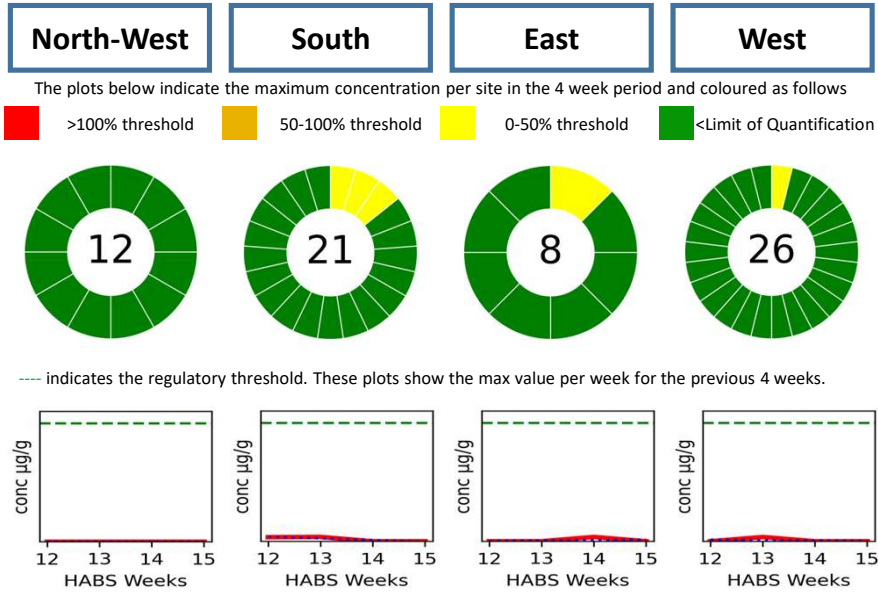 North-West South East West
The plots below indicate the maximum concentration per site in the 4 week period and coloured as follows
>100% threshold 50-100% threshold 0-50% threshold <Limit of Quantification
12 21 8 26
---- indicates the regulatory threshold. These plots show the max value per week for the previous 4 weeks.
conc µg/g conc µg/g conc µg/g conc µg/g
12 13 14 15 12 13 14 15 12 13 14 15 12 13 14 15
HABS Weeks HABS Weeks HABS Weeks HABS Weeks